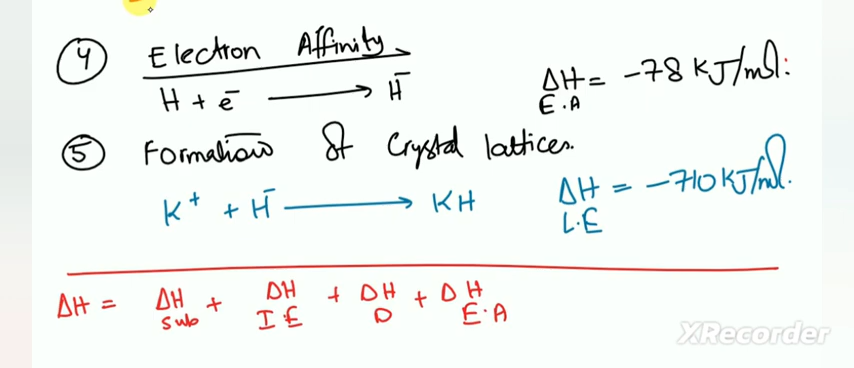 ④ Electron Affinity
H + ē ⟶ H⁻ ΔH E.A = -78 KJ/mol:
⑤ Formation Of Crystal lattices.
K⁺ + H⁻ ⟶ KH ΔH L.E = -710 KJ/mol.
ΔH = ΔH sub + ΔH I E + ΔH D + ΔH E.A
XRecorder